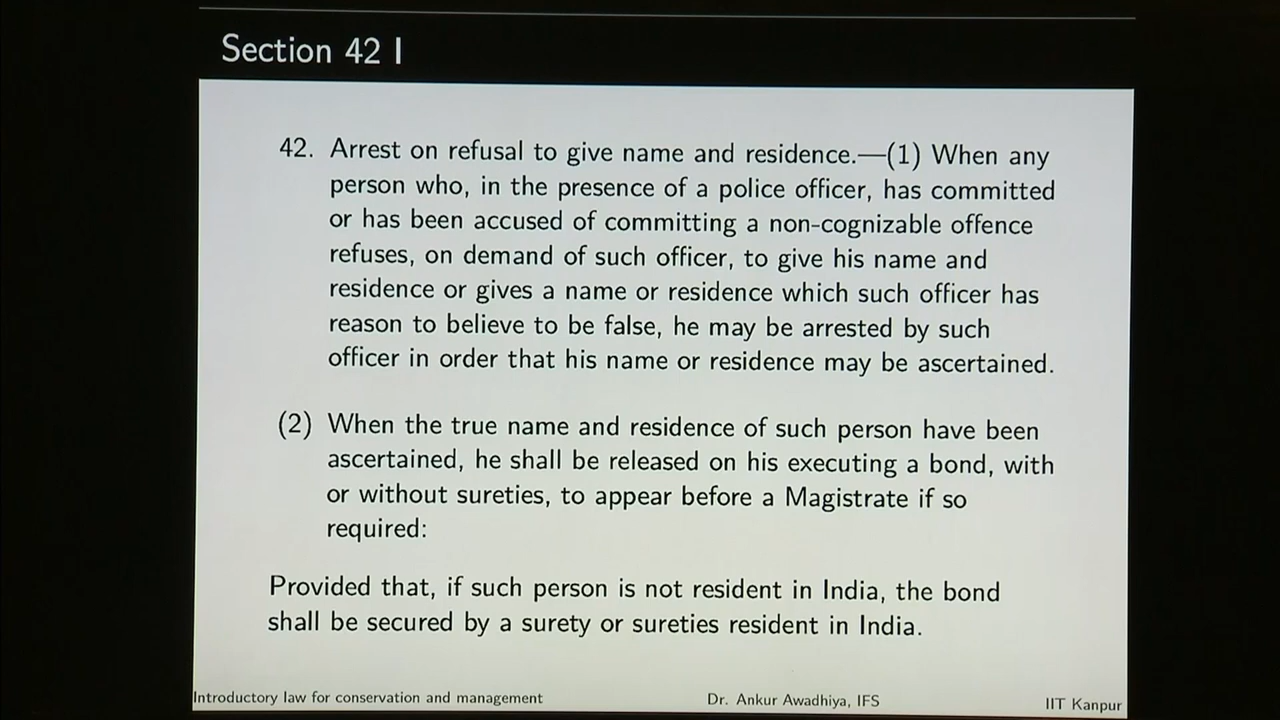 Section 42 I
42. Arrest on refusal to give name and residence.—(1) When any
person who, in the presence of a police officer, has committed
or has been accused of committing a non-cognizable offence
refuses, on demand of such officer, to give his name and
residence or gives a name or residence which such officer has
reason to believe to be false, he may be arrested by such
officer in order that his name or residence may be ascertained.
(2) When the true name and residence of such person have been
ascertained, he shall be released on his executing a bond, with
or without sureties, to appear before a Magistrate if so
required:
Provided that, if such person is not resident in India, the bond
shall be secured by a surety or sureties resident in India.
Introductory law for conservation and management Dr. Ankur Awadhiya, IFS IIT Kanpur